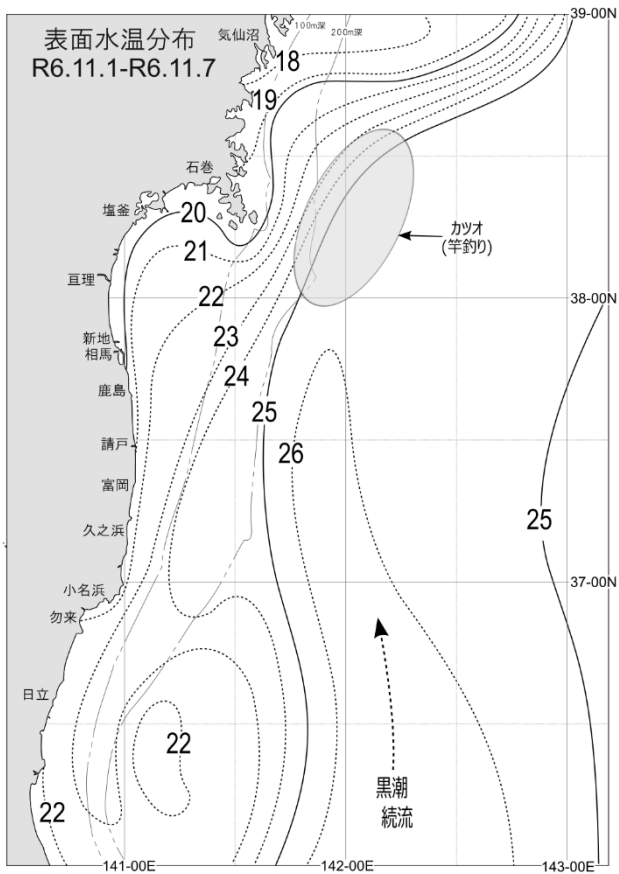 表面水温分布
R6.11.1-R6.11.7
気仙沼
100m深
200m深
39-00N
18
19
石巻
塩釜
20
21
カツオ
(竿釣り)
亘理
22
38-00N
23
新地
相馬
24
鹿島
25
請戸
26
富岡
25
久之浜
37-00N
小名浜
勿来
日立
22
黒潮
続流
22
141-00E
142-00E
143-00E